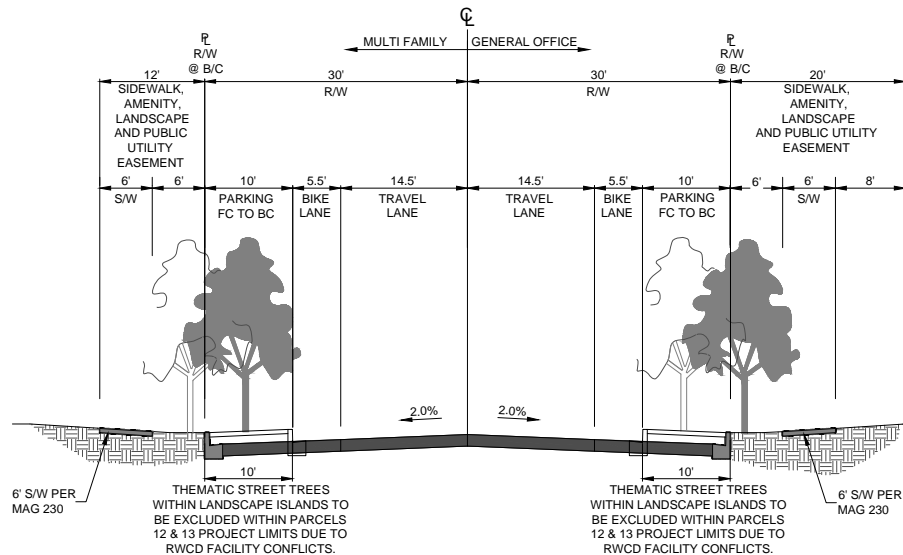 ℄
MULTI FAMILY
GENERAL OFFICE
℄
R/W
@ B/C
℄
R/W
@ B/C
12'
30'
30'
20'
R/W
R/W
SIDEWALK,
AMENITY,
LANDSCAPE
AND PUBLIC
UTILITY
EASEMENT
SIDEWALK,
AMENITY,
LANDSCAPE
AND PUBLIC UTILITY
EASEMENT
6'
6'
10'
5.5'
14.5'
14.5'
5.5'
10'
6'
6'
8'
S/W
PARKING
FC TO BC
BIKE
LANE
TRAVEL
LANE
TRAVEL
LANE
BIKE
LANE
PARKING
FC TO BC
S/W
2.0%
2.0%
10'
10'
6' S/W PER
MAG 230
THEMATIC STREET TREES
WITHIN LANDSCAPE ISLANDS TO
BE EXCLUDED WITHIN PARCELS
12 & 13 PROJECT LIMITS DUE TO
RWCD FACILITY CONFLICTS.
THEMATIC STREET TREES
WITHIN LANDSCAPE ISLANDS TO
BE EXCLUDED WITHIN PARCELS
12 & 13 PROJECT LIMITS DUE TO
RWCD FACILITY CONFLICTS.
6' S/W PER
MAG 230